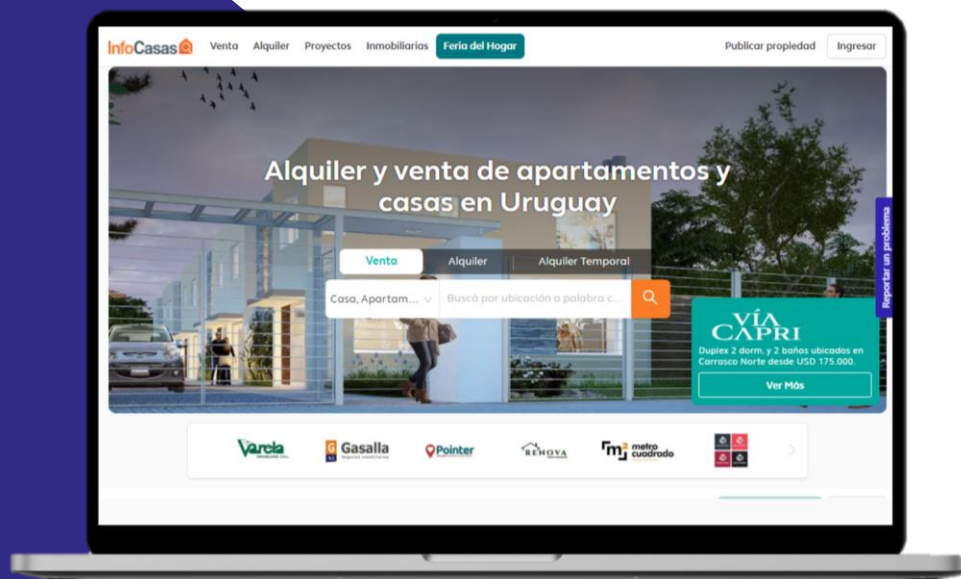 InfoCasas
Venta Alquiler Proyectos Inmobiliarias Feria del Hogar
Publicar propiedad Ingresar
Alquiler y venta de apartamentos y
casas en Uruguay
Venta Alquiler Alquiler Temporal
Casa, Apartam... Buscá por ubicación o palabra c...
Reportar un problema
VÍA
CAPRI
Duplex 2 dorm. y 2 baños ubicados en
Carrasco Norte desde USD 175.000.
Ver Más
Varela
Gasalla
Pointer
RENOVA
m2 metro
cuadrado